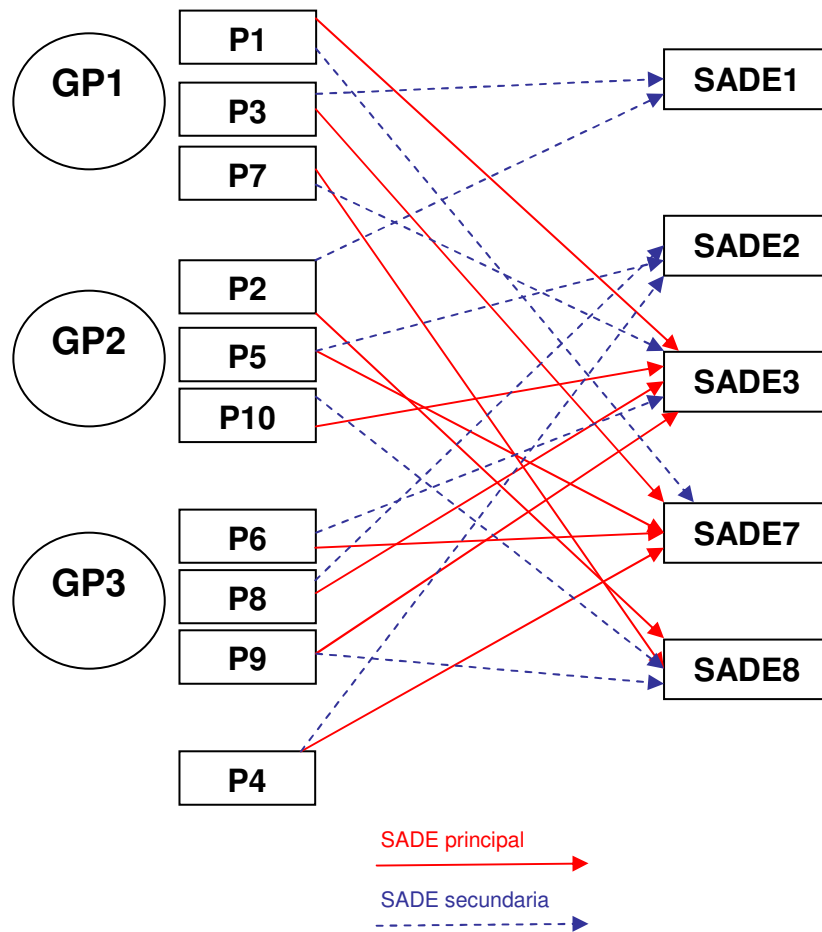 GP1
P1
P3
P7
GP2
P2
P5
P10
GP3
P6
P8
P9
P4
SADE1
SADE2
SADE3
SADE7
SADE8
SADE principal
SADE secundaria